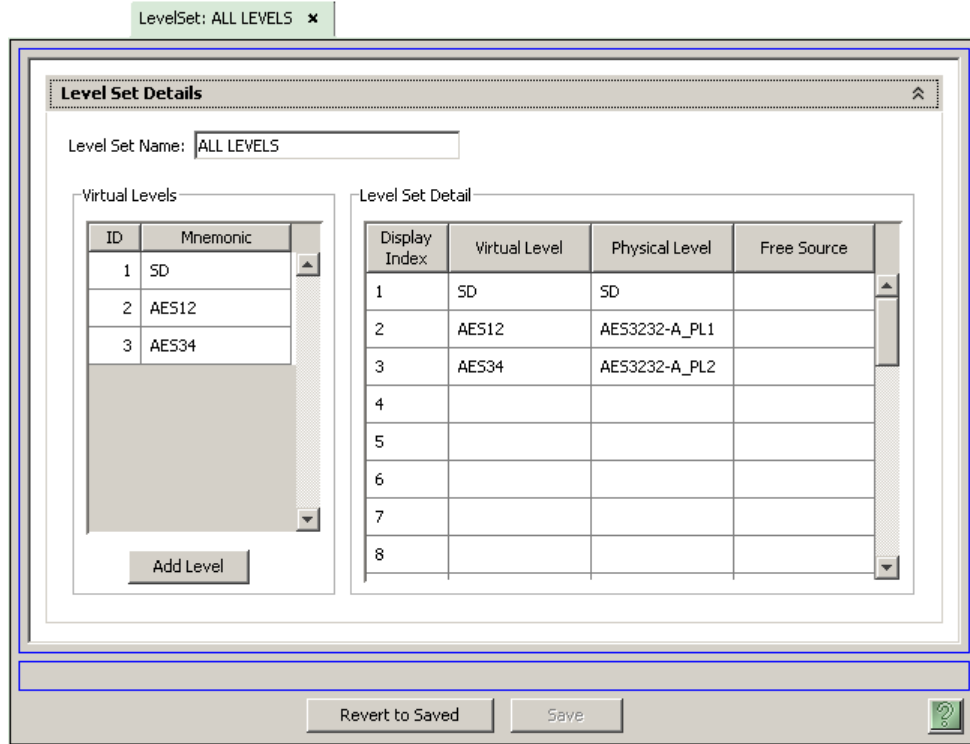 LevelSet: ALL LEVELS ×
Level Set Details
Level Set Name: ALL LEVELS
Virtual Levels
ID Mnemonic
1 SD
2 AES12
3 AES34
Add Level
Level Set Detail
Display Index Virtual Level Physical Level Free Source
1 SD SD
2 AES12 AES3232-A_PL1
3 AES34 AES3232-A_PL2
4
5
6
7
8
Revert to Saved Save ?